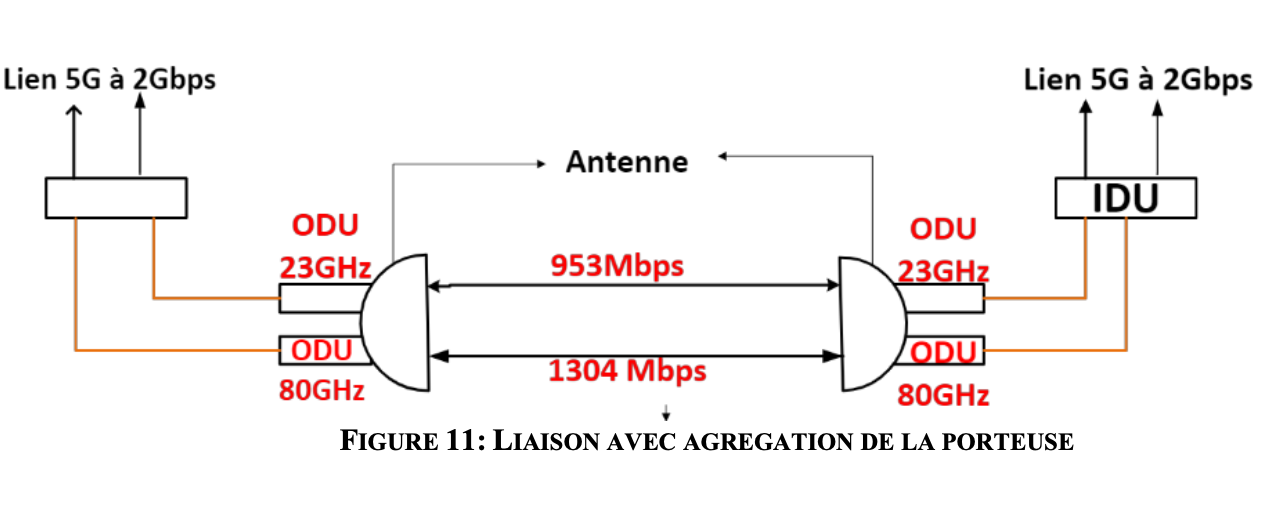 Lien 5G à 2Gbps
Lien 5G à 2Gbps
Antenne
IDU
ODU
23GHz
ODU
23GHz
953Mbps
ODU
80GHz
1304 Mbps
ODU
80GHz
FIGURE 11: LIAISON AVEC AGREGATION DE LA PORTEUSE